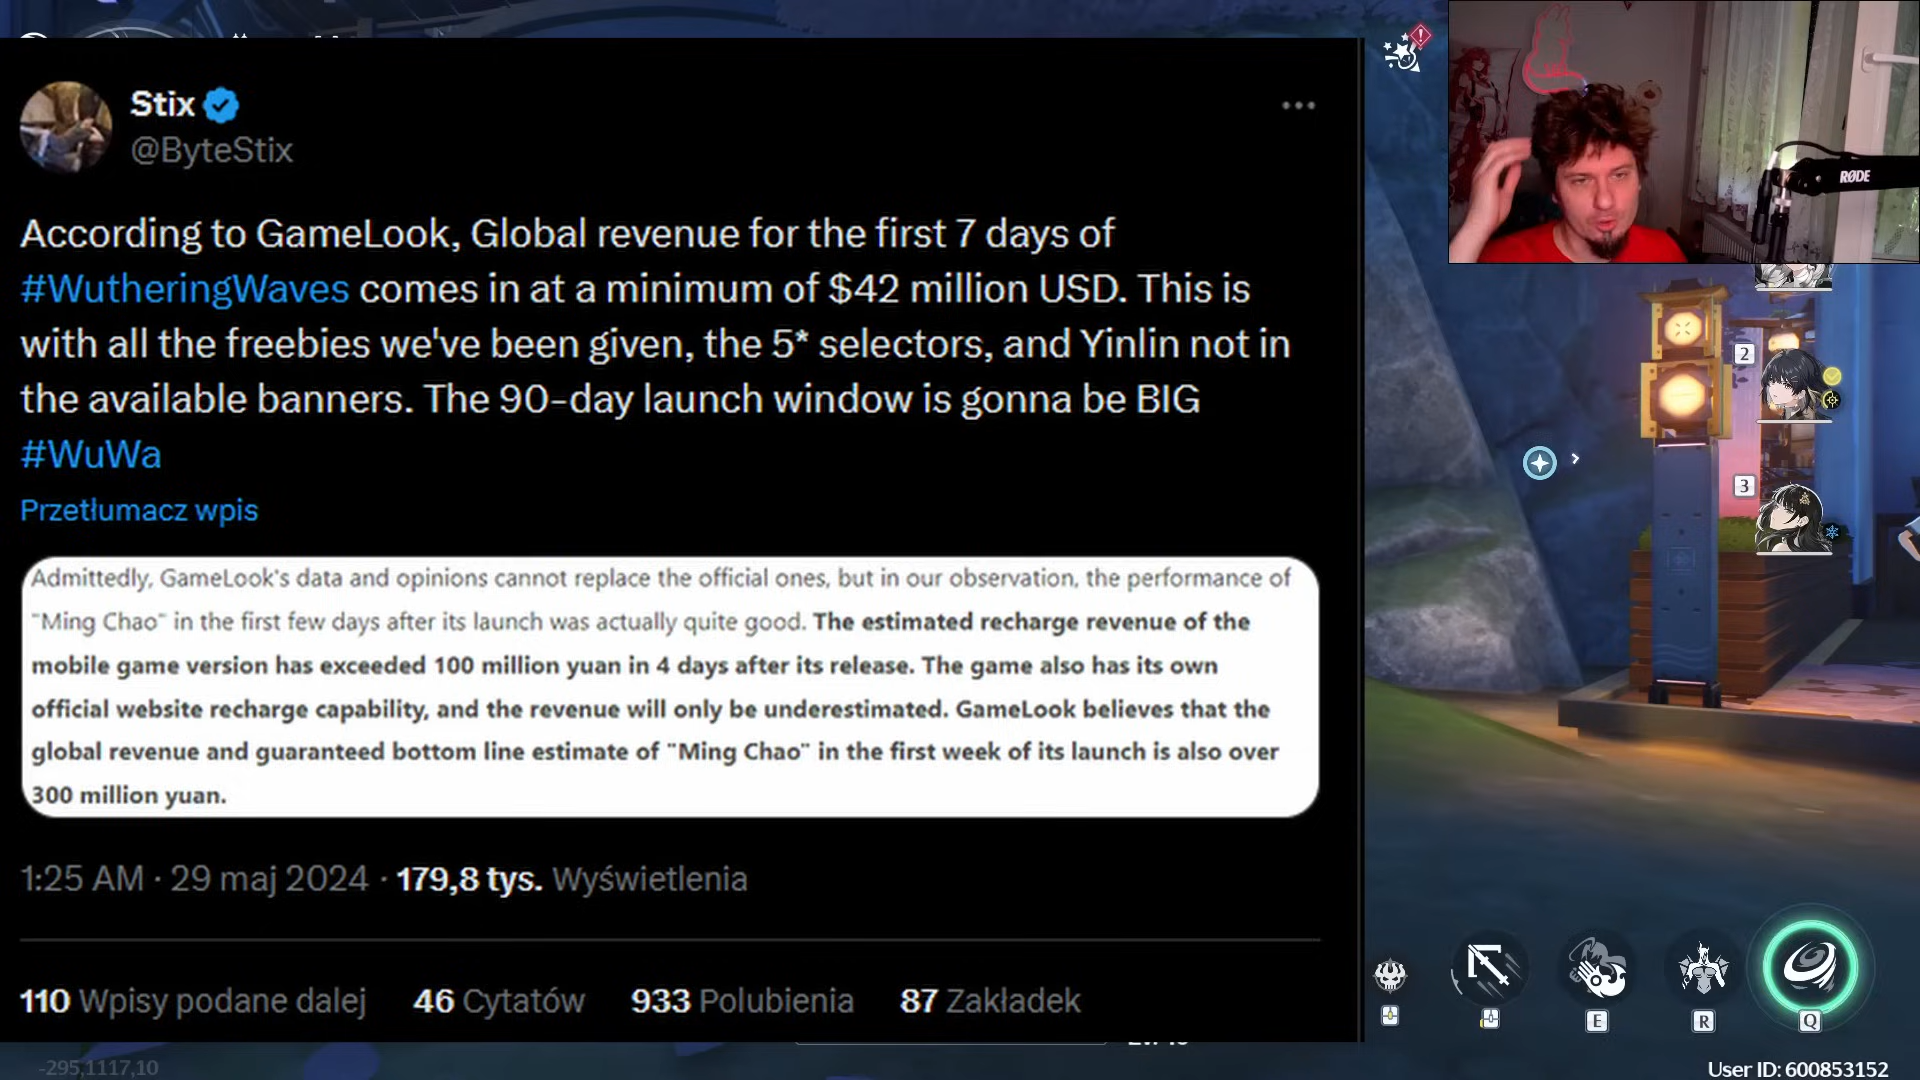 Stix
@ByteStix
According to GameLook, Global revenue for the first 7 days of
#WutheringWaves comes in at a minimum of $42 million USD. This is
with all the freebies we've been given, the 5* selectors, and Yinlin not in
the available banners. The 90-day launch window is gonna be BIG
#WuWa
Przetłumacz wpis
Admittedly, GameLook's data and opinions cannot replace the official ones, but in our observation, the performance of
"Ming Chao" in the first few days after its launch was actually quite good. The estimated recharge revenue of the
mobile game version has exceeded 100 million yuan in 4 days after its release. The game also has its own
official website recharge capability, and the revenue will only be underestimated. GameLook believes that the
global revenue and guaranteed bottom line estimate of "Ming Chao" in the first week of its launch is also over
300 million yuan.
1:25 AM · 29 maj 2024 · 179,8 tys. Wyświetlenia
110 Wpisy podane dalej 46 Cytatów 933 Polubienia 87 Zakładek
RØDE
2
3
E
R
Q
-295,1117,10
User ID: 600853152